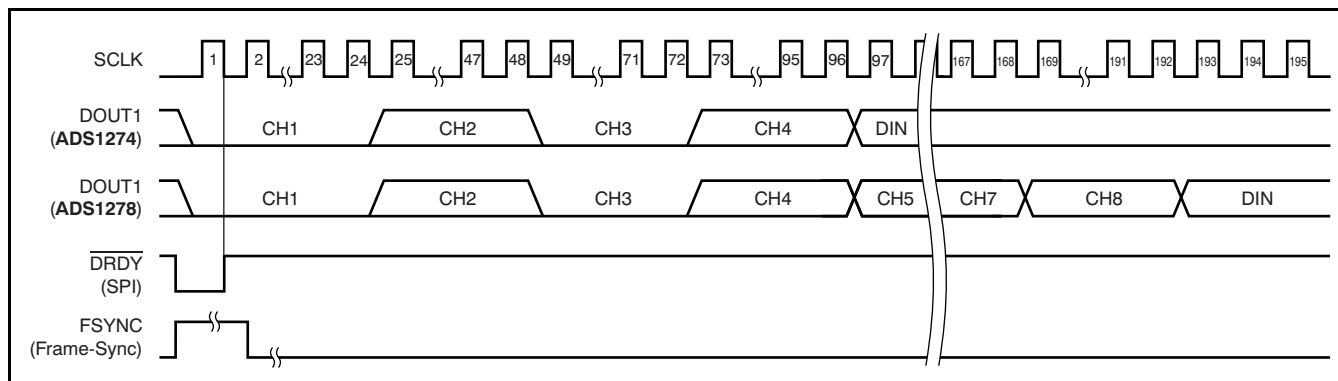 SCLK 1 2 23 24 25 47 48 49 71 72 73 95 96 97 167 168 169 191 192 193 194 195
DOUT1
(ADS1274) CH1 CH2 CH3 CH4 DIN
DOUT1
(ADS1278) CH1 CH2 CH3 CH4 CH5 CH7 CH8 DIN
DRDY
(SPI)
FSYNC
(Frame-Sync)